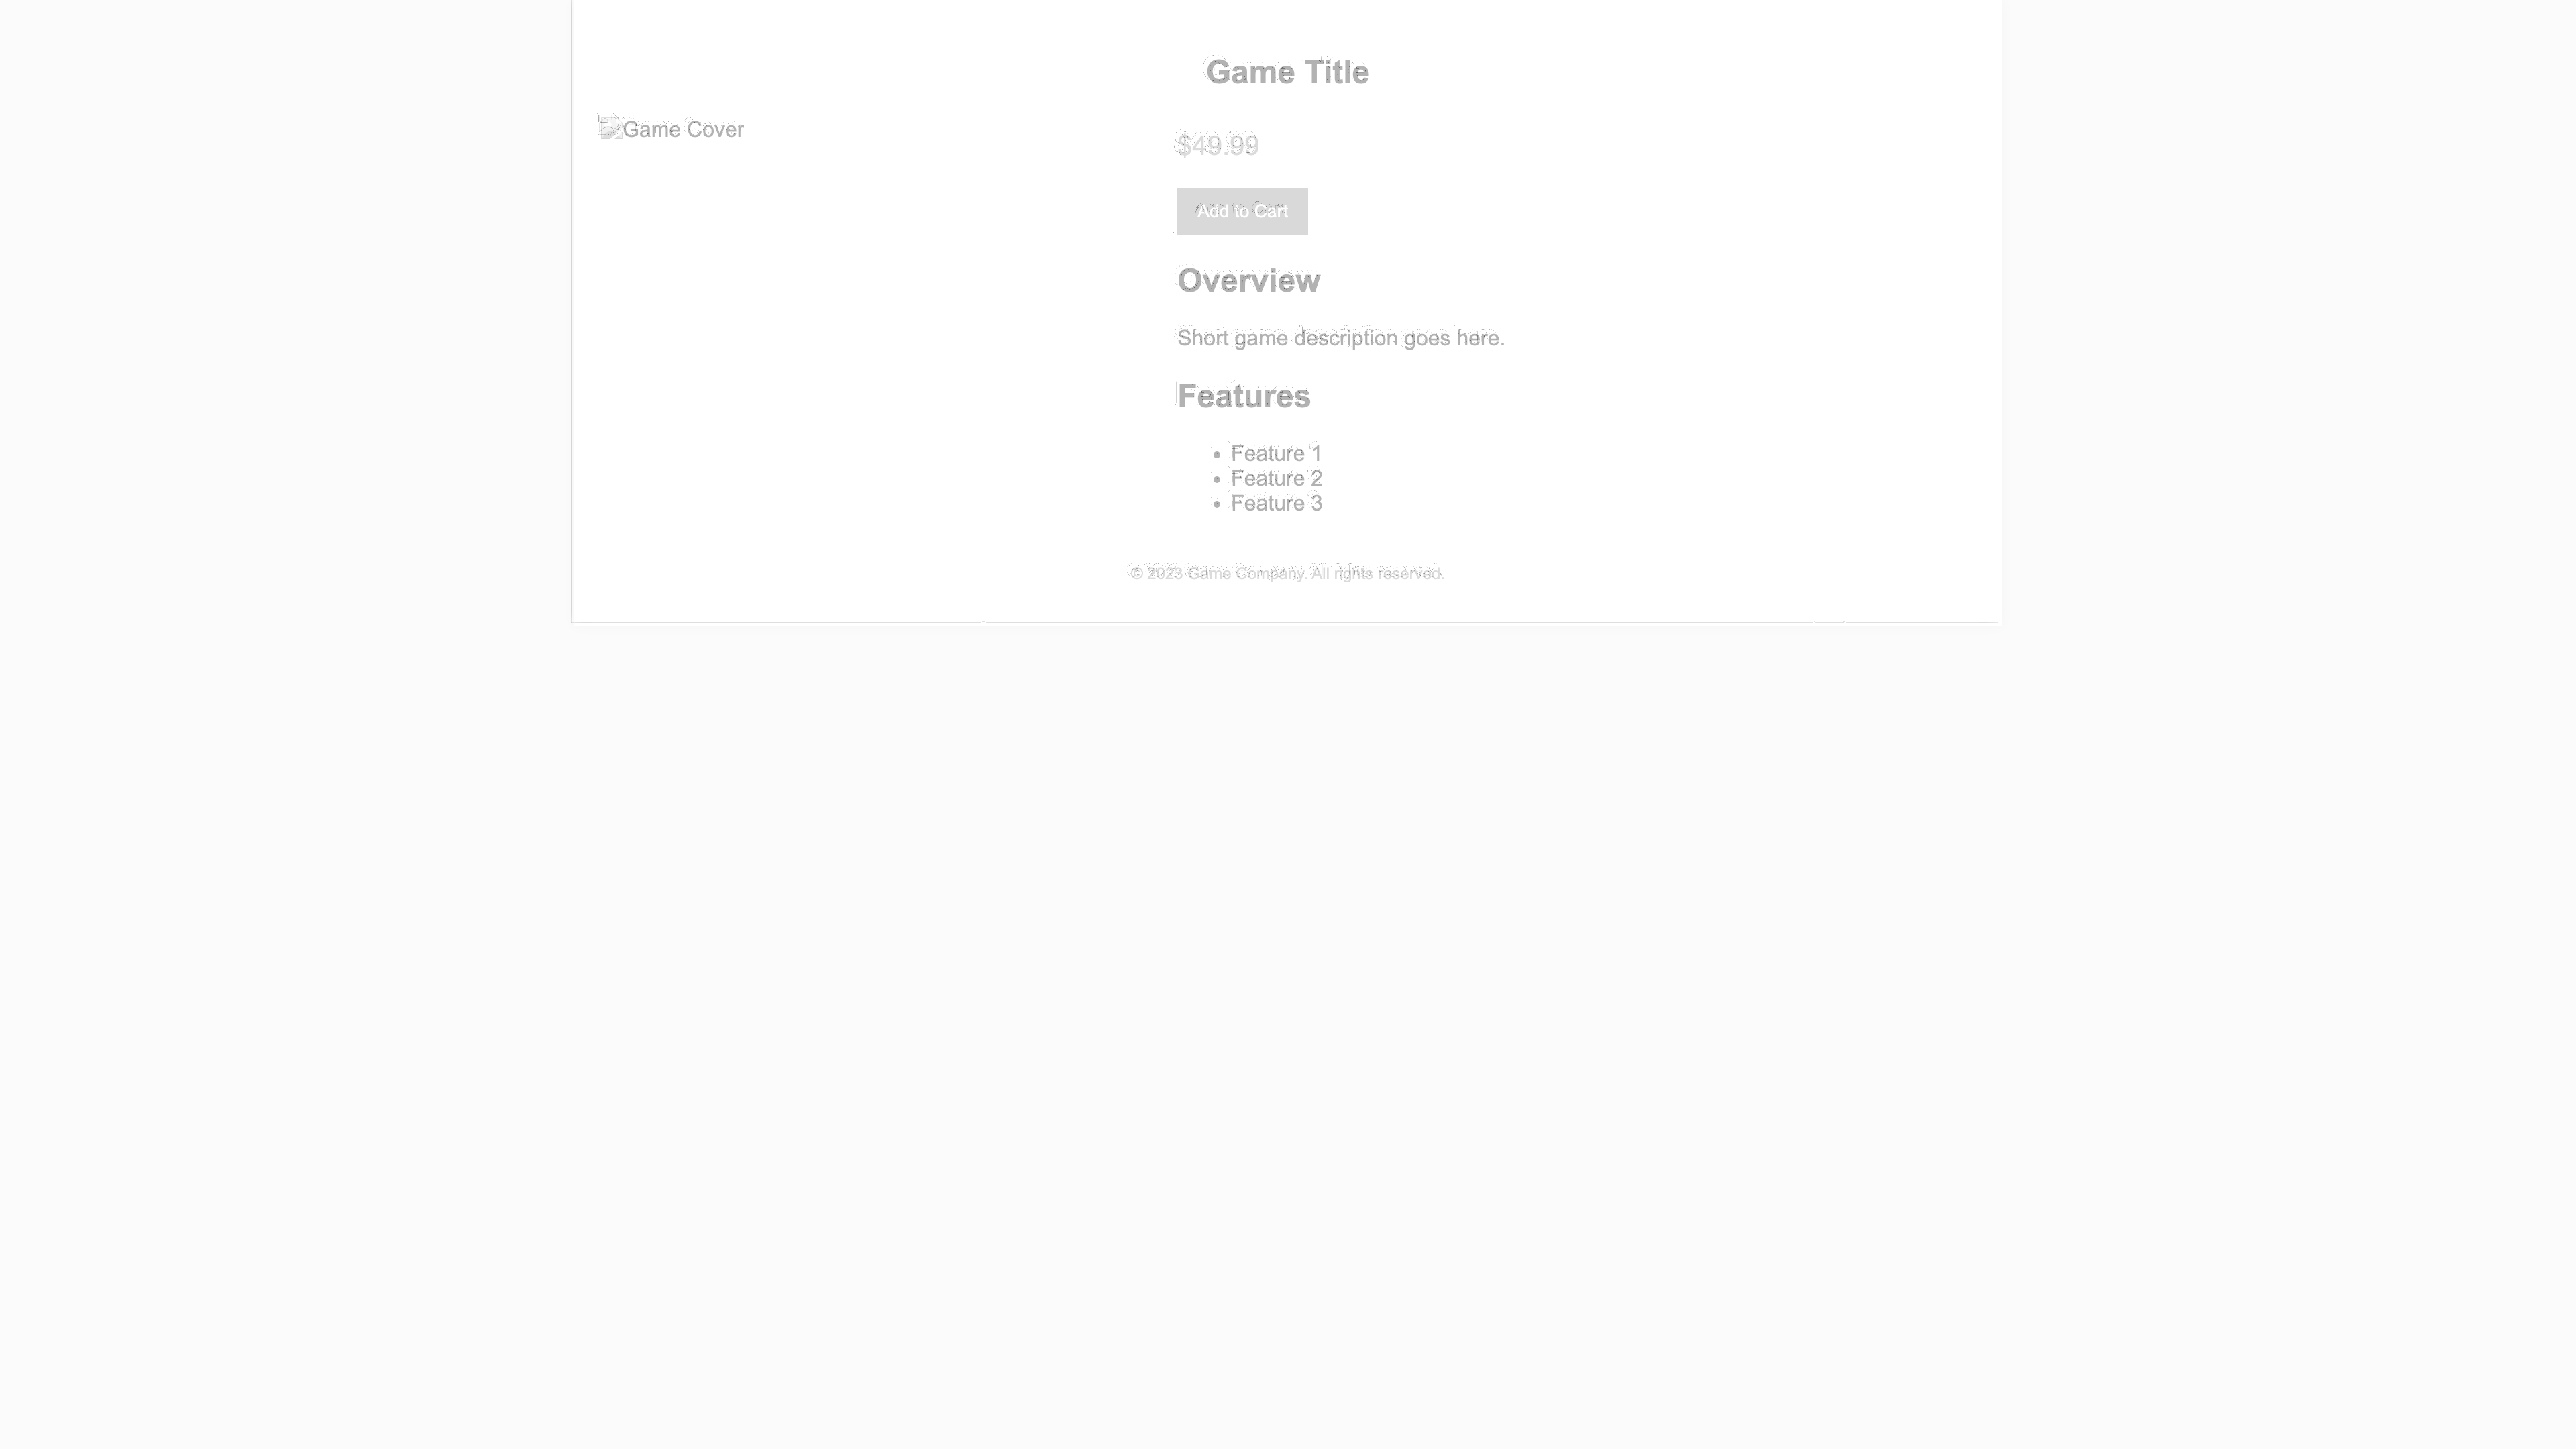 Game Title
Game Cover
$49.99
Add to Cart
Overview
Short game description goes here.
Features
• Feature 1
• Feature 2
• Feature 3
© 2023 Game Company. All rights reserved.